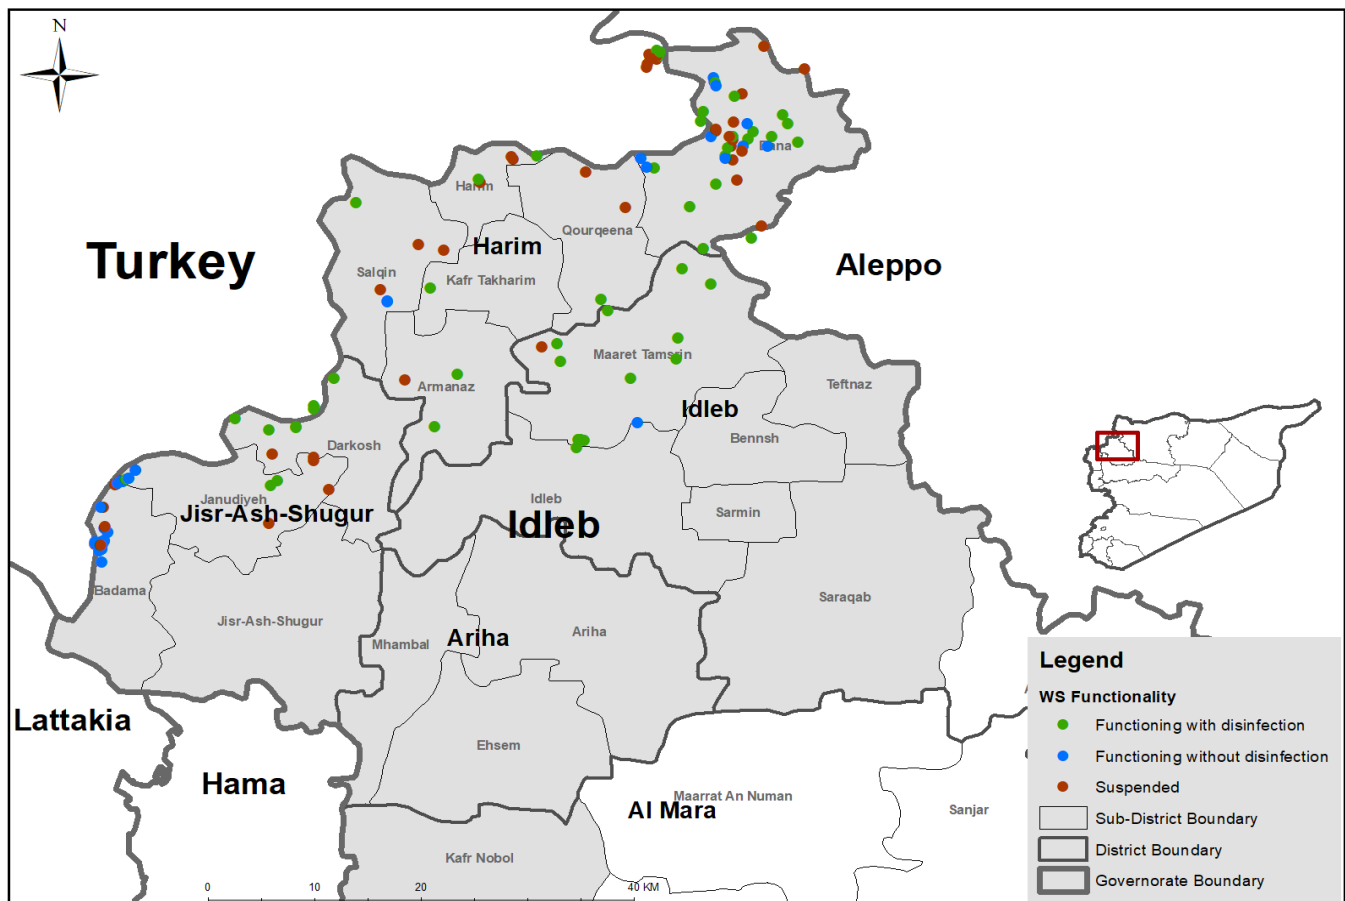 N
Dana
Harim
Turkey
Qourqeena
Harim
Aleppo
Salqin
Kafr Takharim
Maaret Tamsrin
Armanaz
Teftnaz
Idleb
Bennsh
Darkosh
Janudiyeh
Idleb
Jisr-Ash-Shugur
Sarmin
Idleb
Badama
Saraqab
Jisr-Ash-Shugur
Mhambal
Ariha
Ariha
Lattakia
Ehsem
Hama
Maarrat An Numan
Al Mara
Sanjar
Kafr Nobol
0 10 20 40 KM
Legend
WS Functionality
Functioning with disinfection
Functioning without disinfection
Suspended
Sub-District Boundary
District Boundary
Governorate Boundary